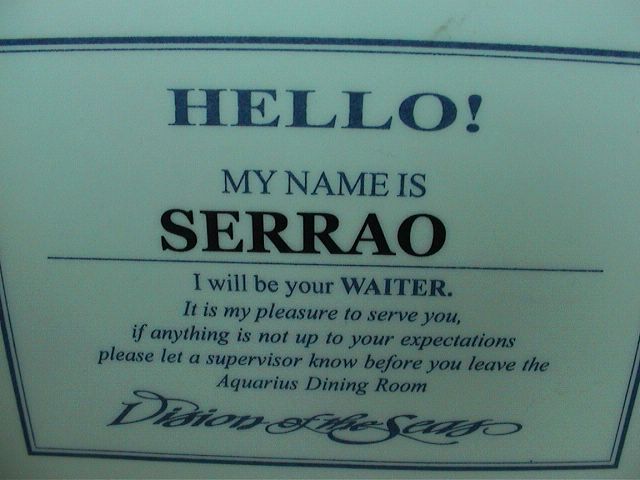 HELLO!
MY NAME IS
SERRAO
I will be your WAITER.
It is my pleasure to serve you,
if anything is not up to your expectations
please let a supervisor know before you leave the
Aquarius Dining Room
Vision of the Seas